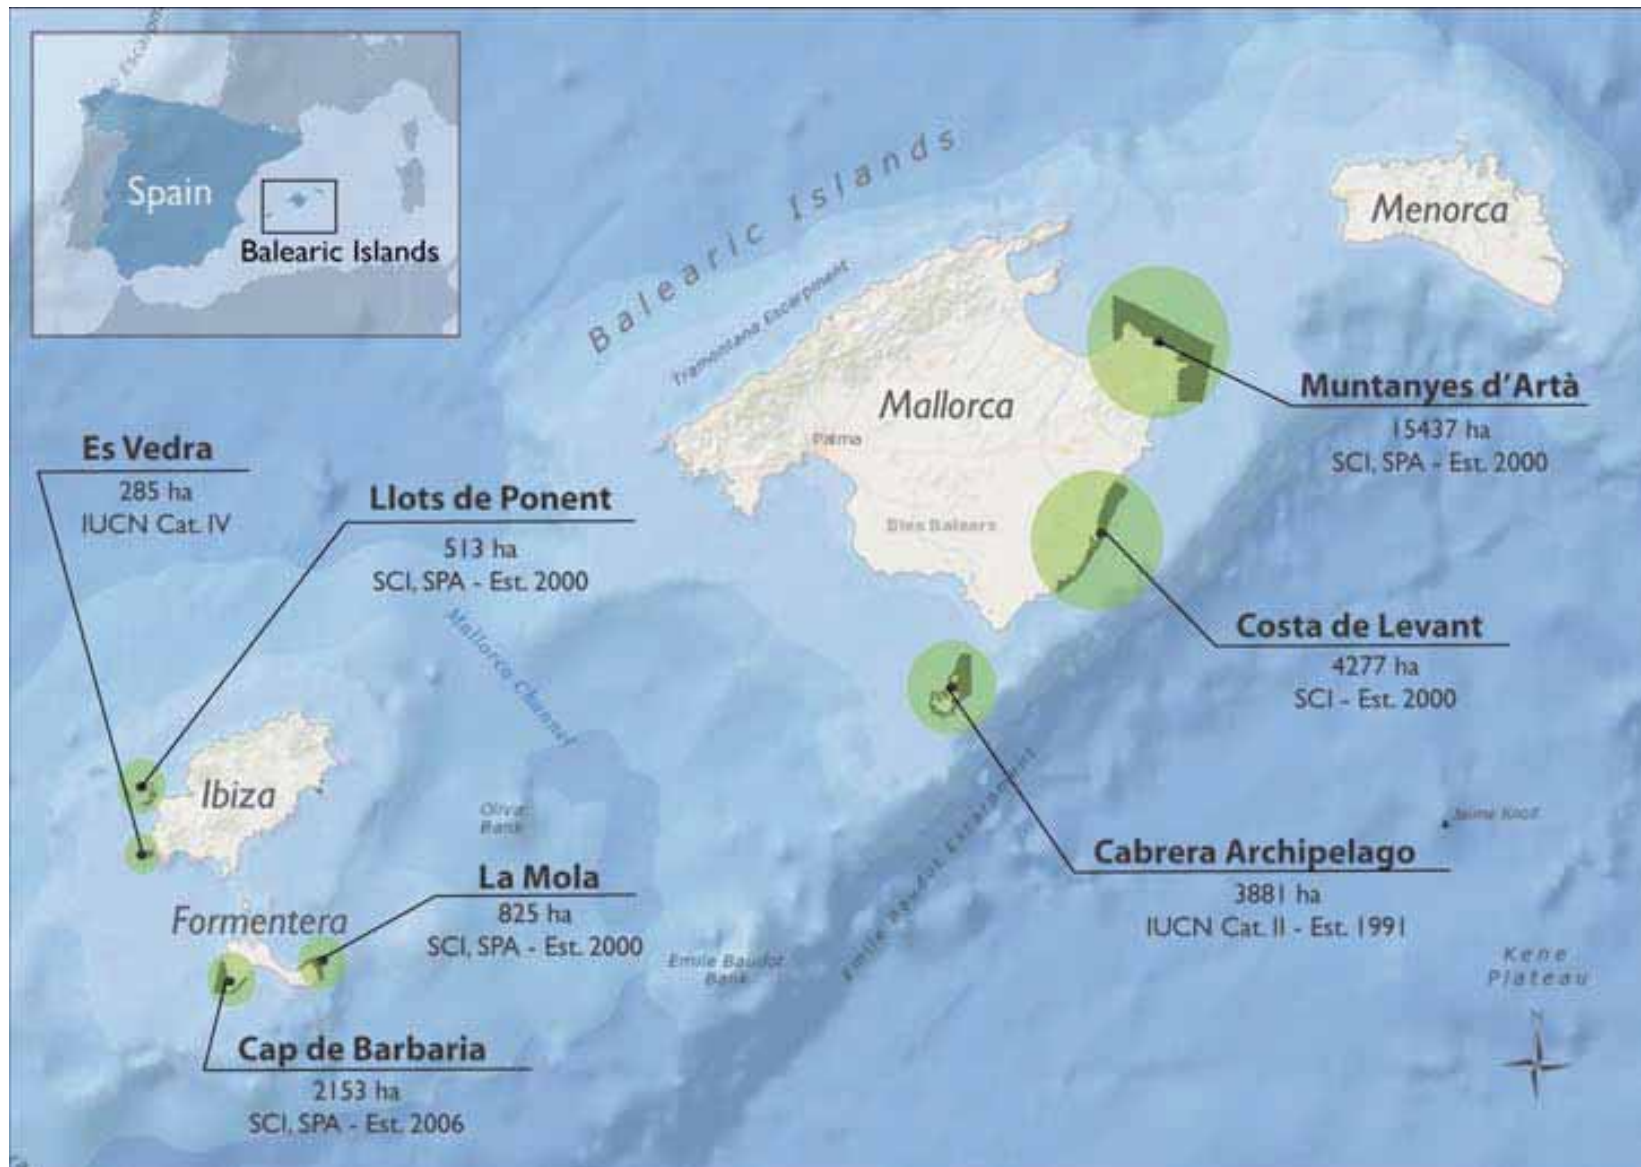 Spain
Balearic Islands
Balearic Islands
Tramontana Escarpment
Menorca
Mallorca
Palma
Illes Balears
Muntanyes d'Artà
15437 ha
SCI, SPA - Est. 2000
Es Vedra
285 ha
IUCN Cat. IV
Llots de Ponent
513 ha
SCI, SPA - Est. 2000
Mallorca Channel
Costa de Levant
4277 ha
SCI - Est. 2000
Ibiza
Oliva
Bank
Jaime Knoll
Emile Baudot Escarpment
Cabrera Archipelago
3881 ha
IUCN Cat. II - Est. 1991
La Mola
825 ha
SCI, SPA - Est. 2000
Formentera
Emile Baudot
Bank
Kene
Plateau
N
Cap de Barbaria
2153 ha
SCI, SPA - Est. 2006